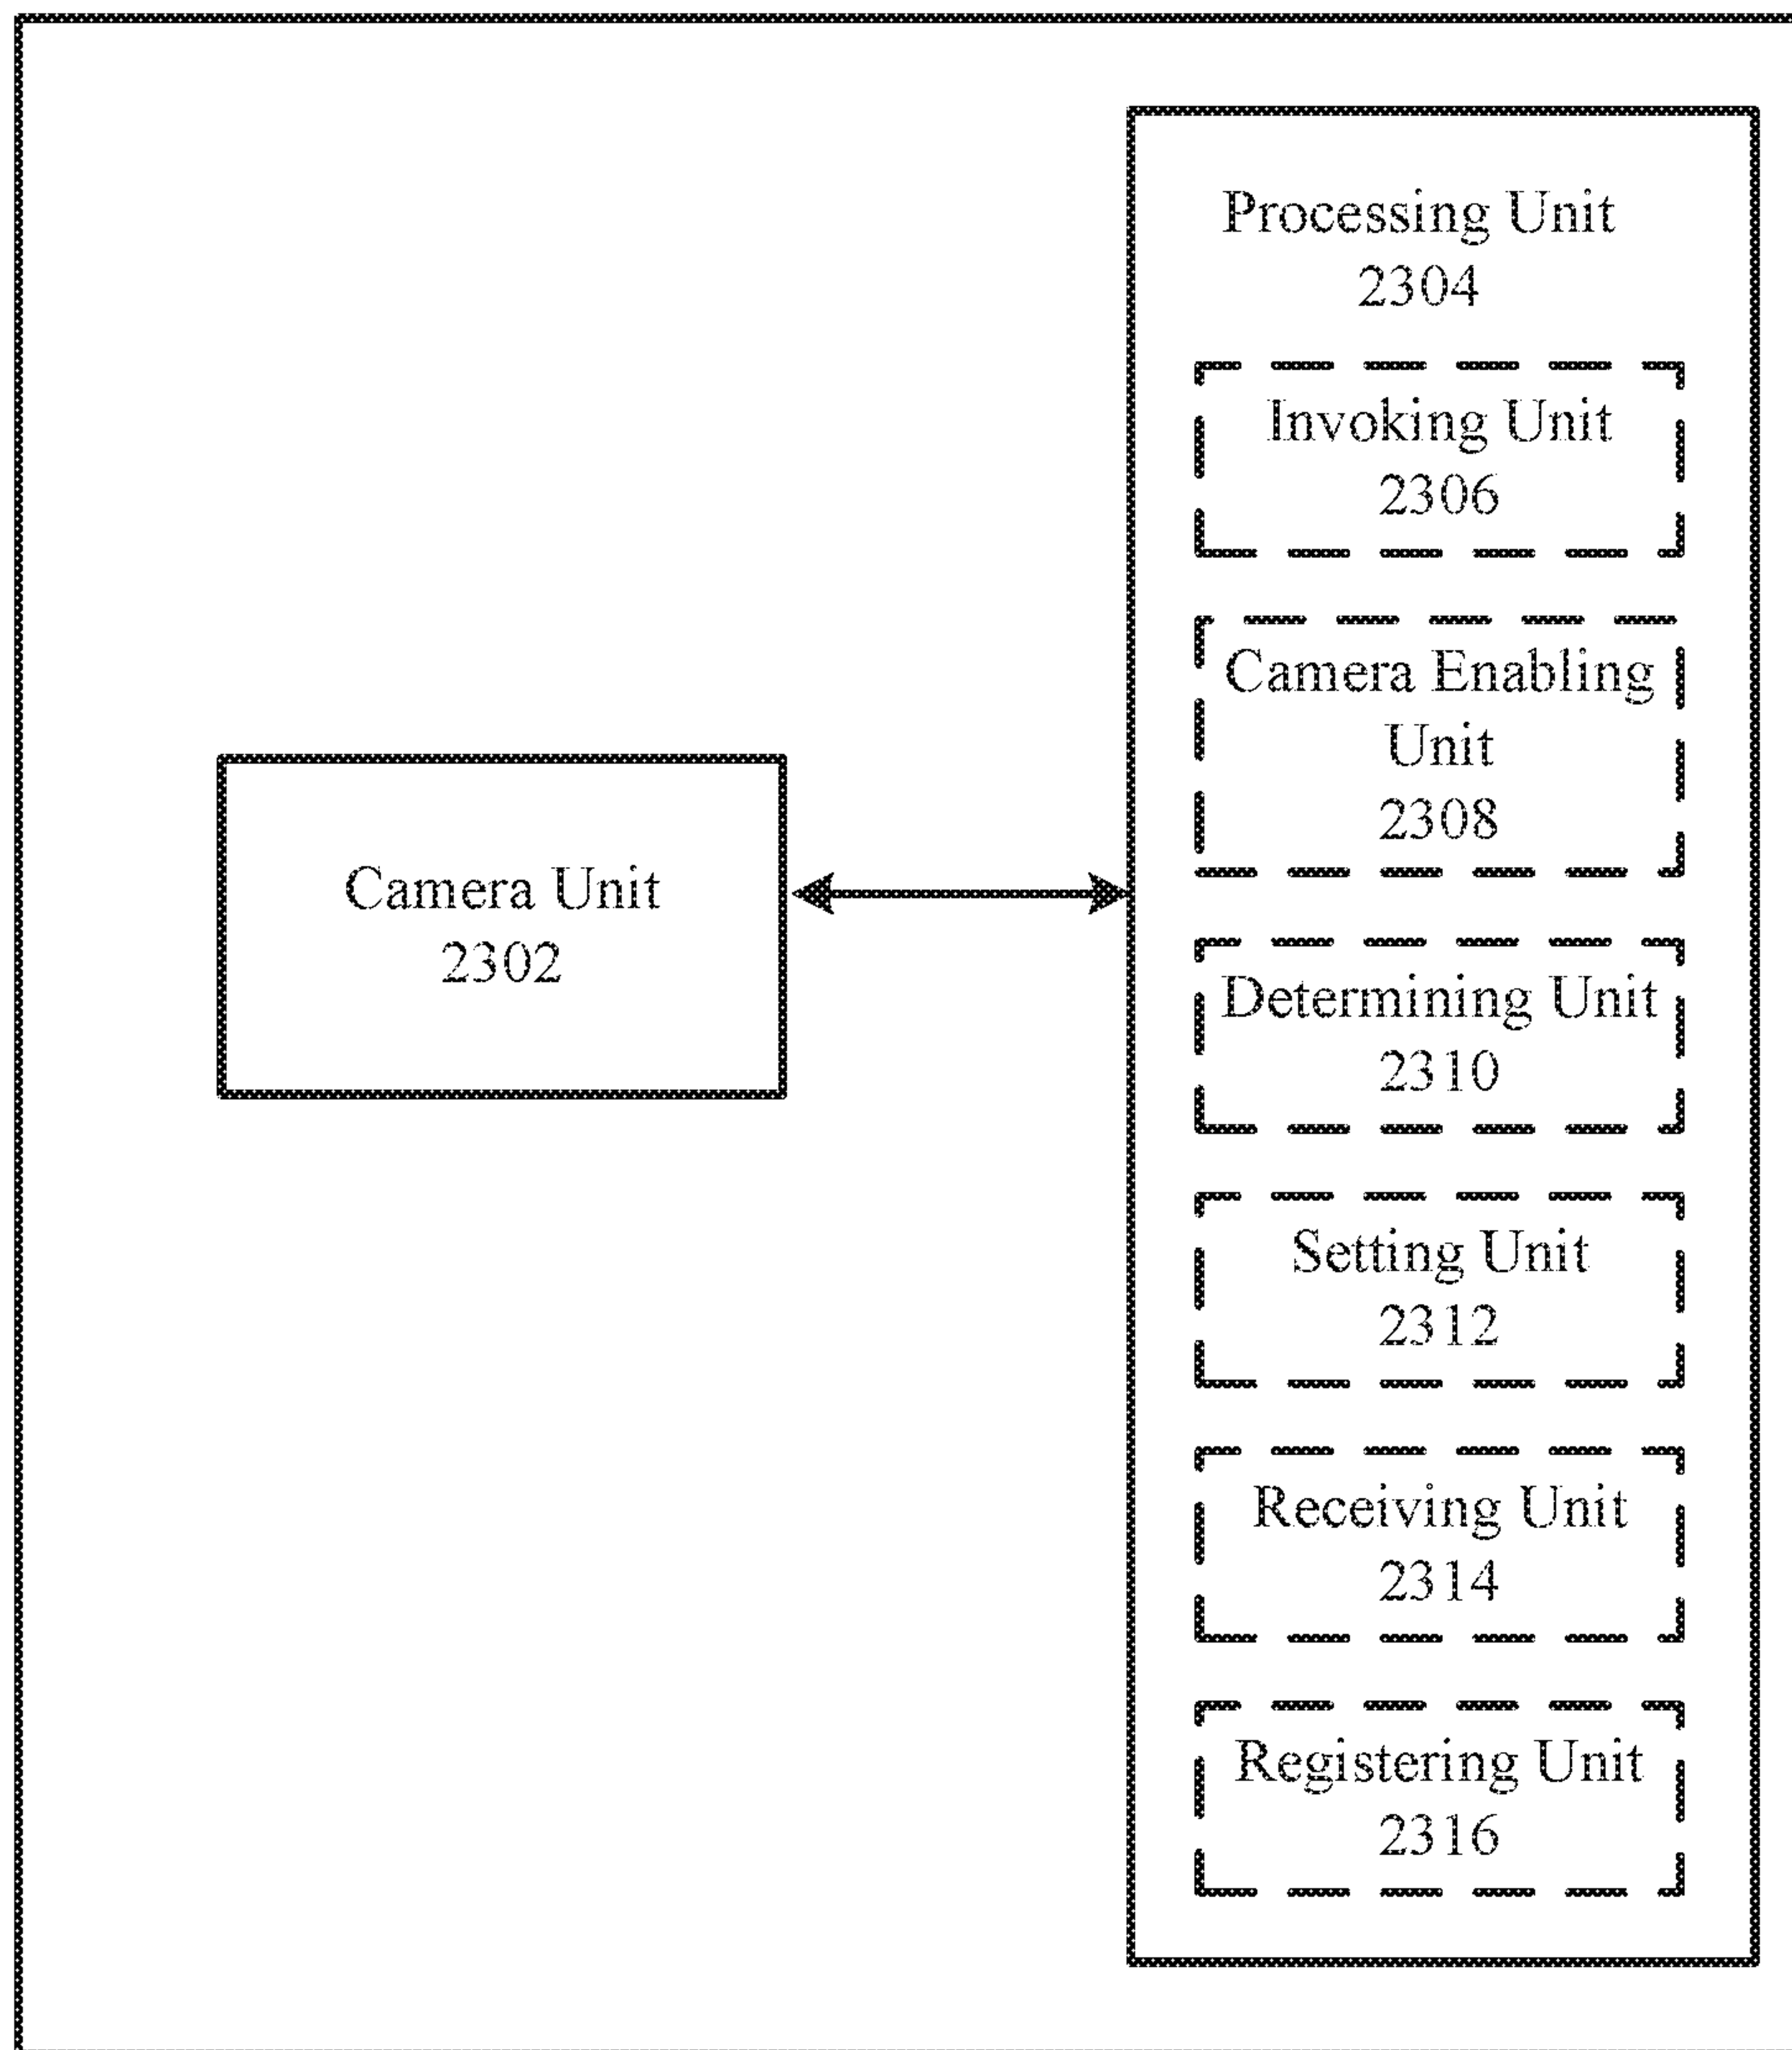 Processing Unit
2304
Invoking Unit
2306
Camera Enabling
Unit
2308
Camera Unit
2302
Determining Unit
2310
Setting Unit
2312
Receiving Unit
2314
Registering Unit
2316